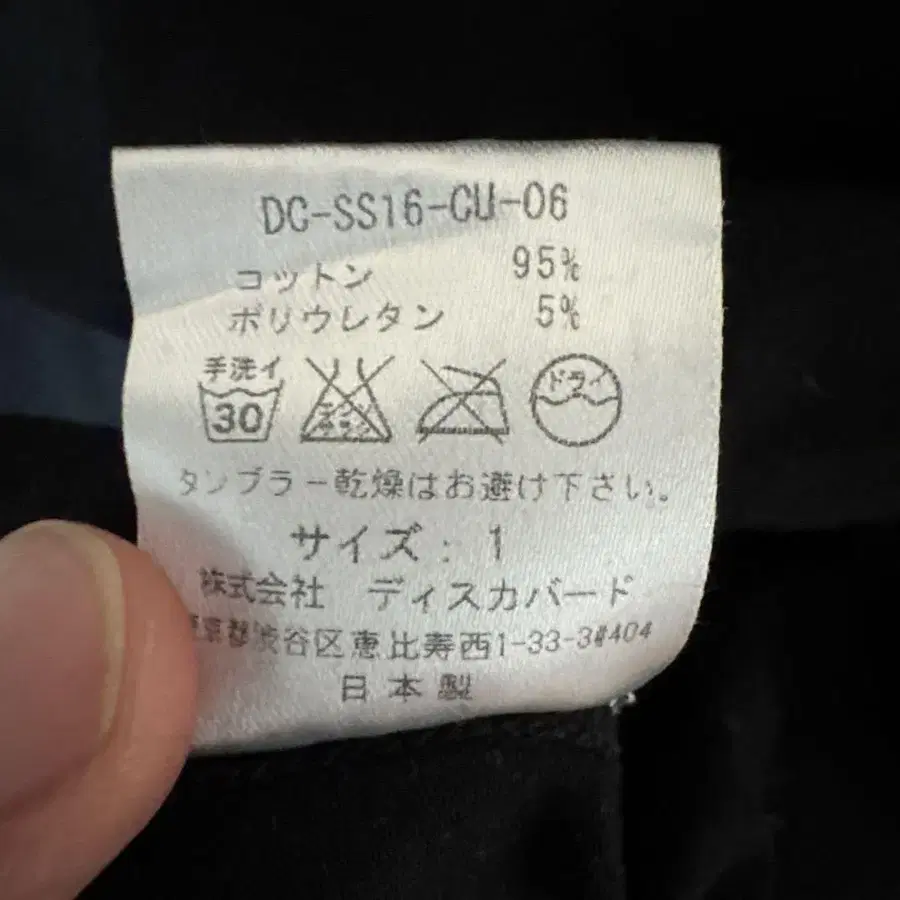 DC-SS16-CU-06
コットン 95%
ポリウレタン 5%
手洗イ
30
ドライ
タンブラー乾燥はお避け下さい。
サイズ: 1
株式会社 ディスカバード
東京都渋谷区恵比寿西1-33-3#404
日本製